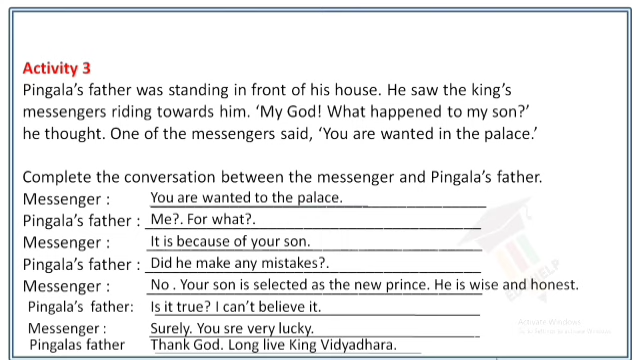 Activity 3
Pingala's father was standing in front of his house. He saw the king's
messengers riding towards him. 'My God! What happened to my son?'
he thought. One of the messengers said, 'You are wanted in the palace.'
Complete the conversation between the messenger and Pingala's father.
Messenger : You are wanted to the palace.
Pingala's father : Me?. For what?.
Messenger : It is because of your son.
Pingala's father : Did he make any mistakes?.
Messenger : No . Your son is selected as the new prince. He is wise and honest.
Pingala's father: Is it true? I can't believe it.
Messenger : Surely. You sre very lucky.
Pingalas father Thank God. Long live King Vidyadhara.
Activate Windows